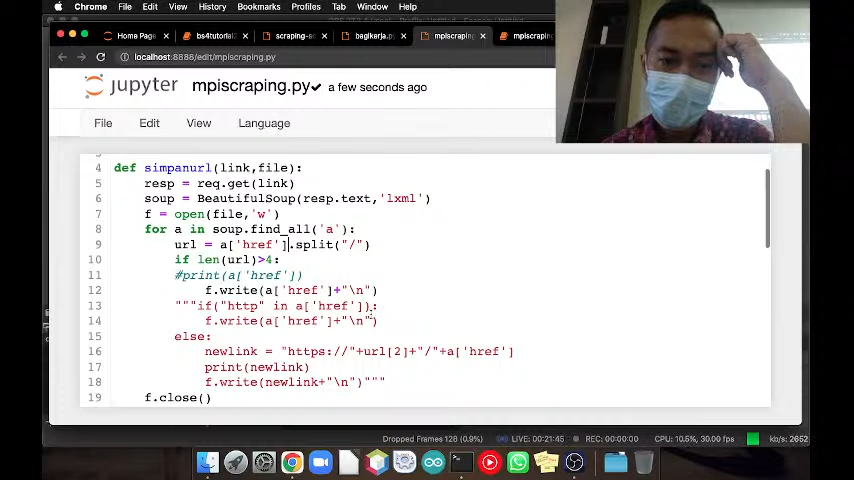 Chrome File Edit View History Bookmarks Profiles Tab Window Help
Home Page
bs4tutorial2
bagikerja.py
localhost:8888/edit/mpiscraping.py
jupyter mpiscraping.py a few seconds ago
File Edit View Language
4 def simpanurl(link,file):
5 resp = req.get(link)
6 soup = BeautifulSoup(resp.text,'lxml')
7 f = open(file,'w')
8 for a in soup.find_all('a'):
9 url = a['href'].split("/")
10 if len(url)>4:
11 #print(a['href'])
12 f.write(a['href']+"\n")
13 """if("http" in a['href']):
14 f.write(a['href']+"\n")
15 else:
16 newlink = "https://"+url[2]+"/"+a['href']
17 print(newlink)
18 f.write(newlink+"\n")"""
19 f.close()
Dropped Frames 128 (0.9%) LIVE: 00:21:45 REC: 00:00:00 CPU: 10.5%, 30.00 fps kb/s: 2652